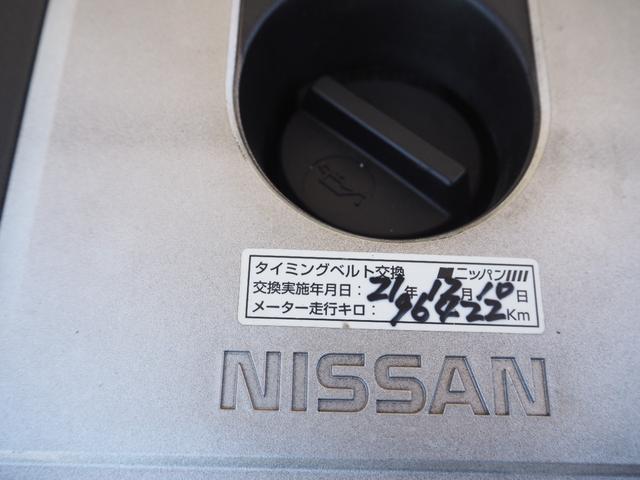 タイミングベルト交換 ニッパン
交換実施年月日：21年12月10日
メーター走行キロ：96422Km
NISSAN